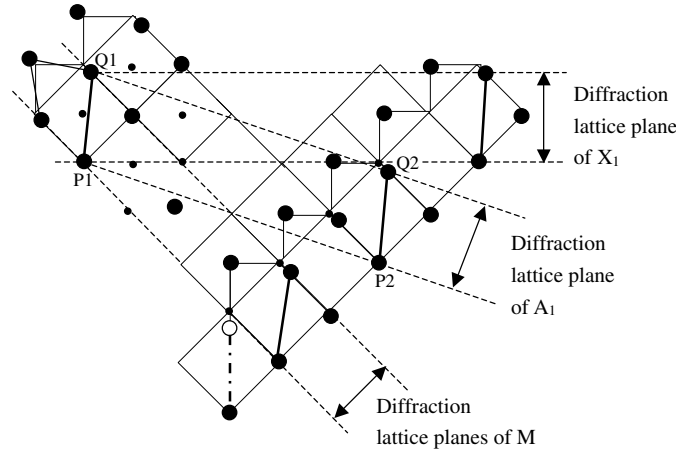 Q1
Diffraction
lattice plane
of X₁
P1
Q2
Diffraction
lattice plane
of A₁
P2
Diffraction
lattice planes of M